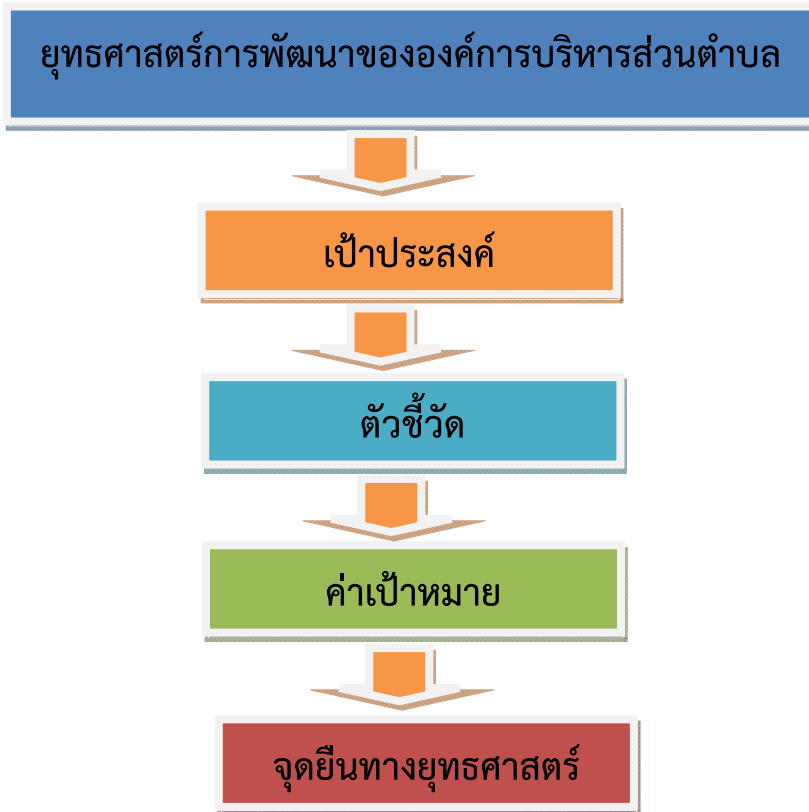 ยุทธศาสตร์การพัฒนาขององค์การบริหารส่วนตำบล
เป้าประสงค์
ตัวชี้วัด
ค่าเป้าหมาย
จุดยืนทางยุทธศาสตร์